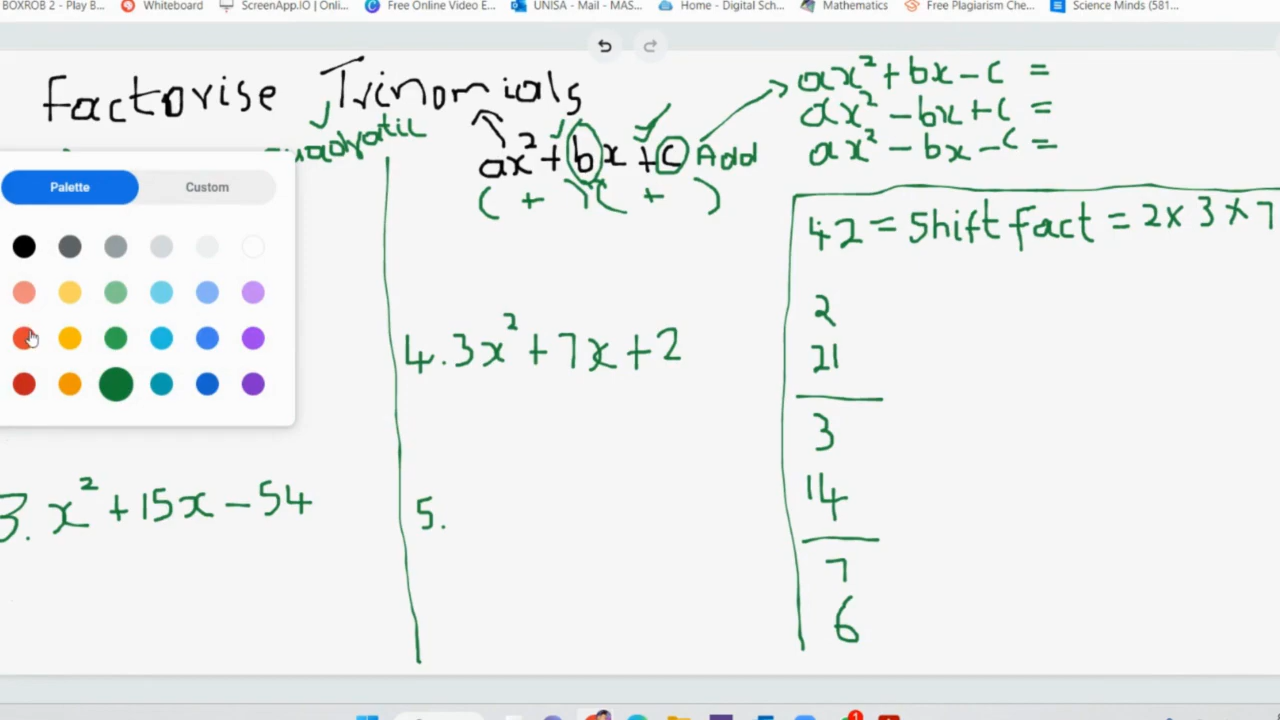 BOXROB 2 - Play B...
Whiteboard
ScreenApp.IO | Onli...
Free Online Video E...
UNISA - Mail - MAS...
Home - Digital Sch...
Mathematics
Free Plagiarism Che...
Science Minds (581...
Factorise Trinomials
ax² + bx + c Add
( + )( + )
ax² + bx - c =
ax² - bx + c =
ax² - bx - c =
Palette
Custom
42 = Shift Fact = 2 x 3 x 7
2
21
3
14
7
6
3. x² + 15x - 54
4. 3x² + 7x + 2
5.